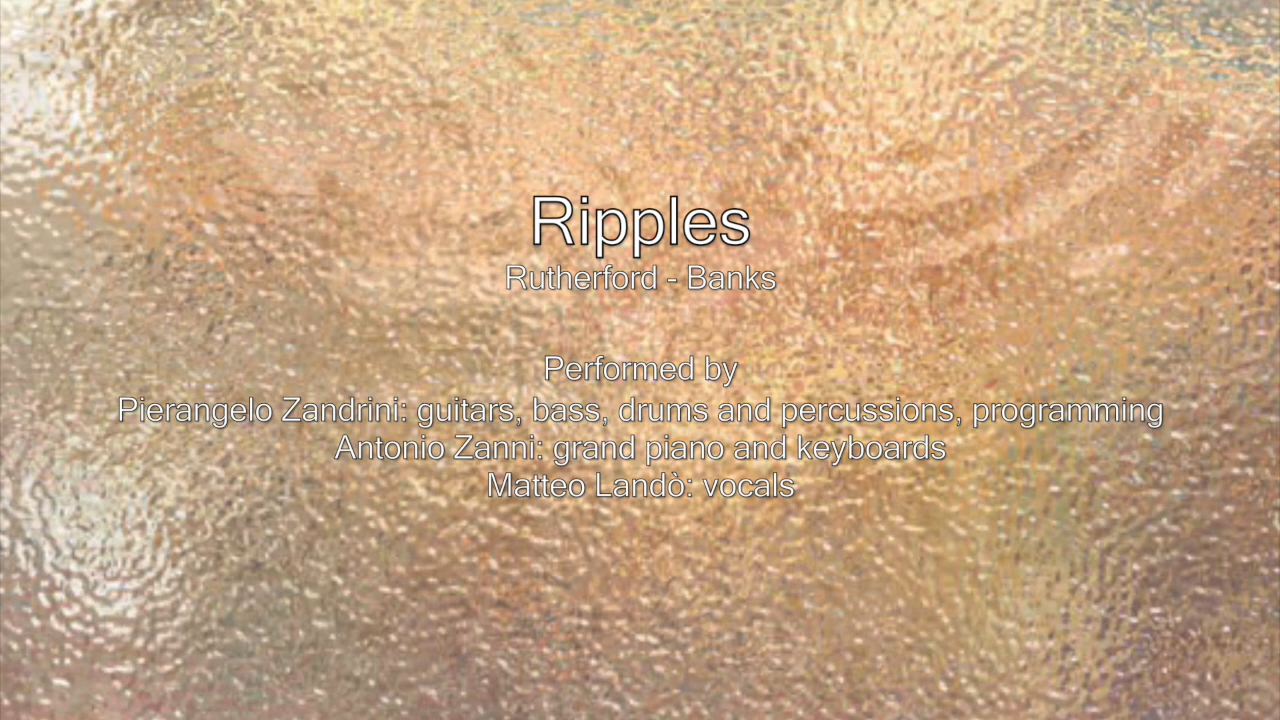 Ripples
Rutherford - Banks
Performed by
Pierangelo Zandrini: guitars, bass, drums and percussions, programming
Antonio Zanni: grand piano and keyboards
Matteo Landò: vocals